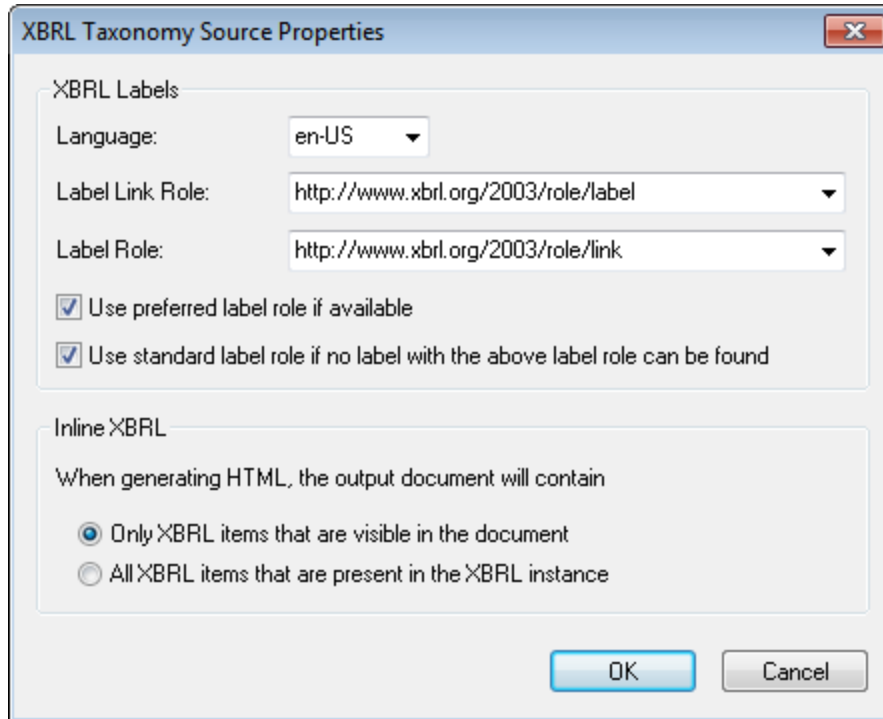 XBRL Taxonomy Source Properties
XBRL Labels
Language: en-US
Label Link Role: http://www.xbrl.org/2003/role/label
Label Role: http://www.xbrl.org/2003/role/link
Use preferred label role if available
Use standard label role if no label with the above label role can be found
Inline XBRL
When generating HTML, the output document will contain
Only XBRL items that are visible in the document
All XBRL items that are present in the XBRL instance
OK Cancel